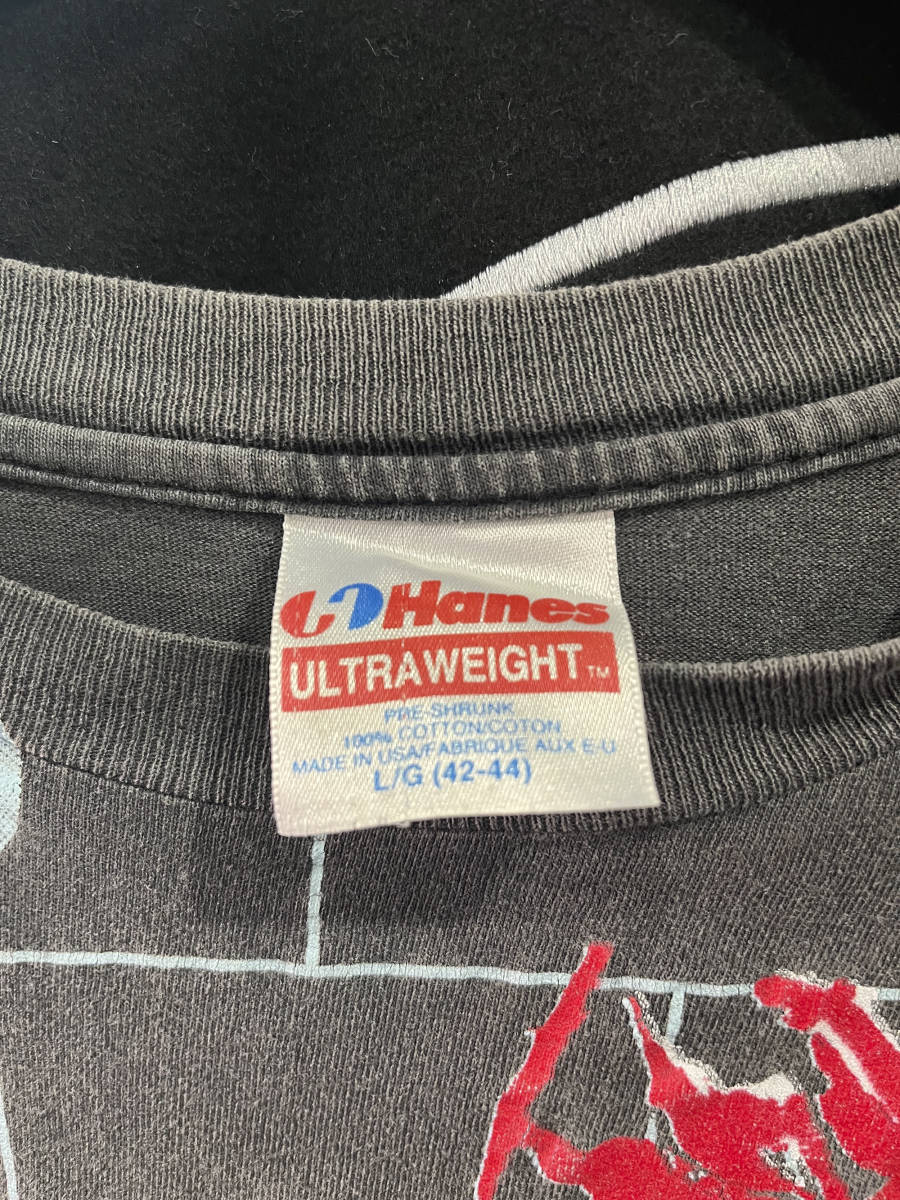 Hanes
ULTRAWEIGHT™
PRE-SHRUNK
100% COTTON/COTON
MADE IN USA/FABRIQUE AUX E-U
L/G (42-44)